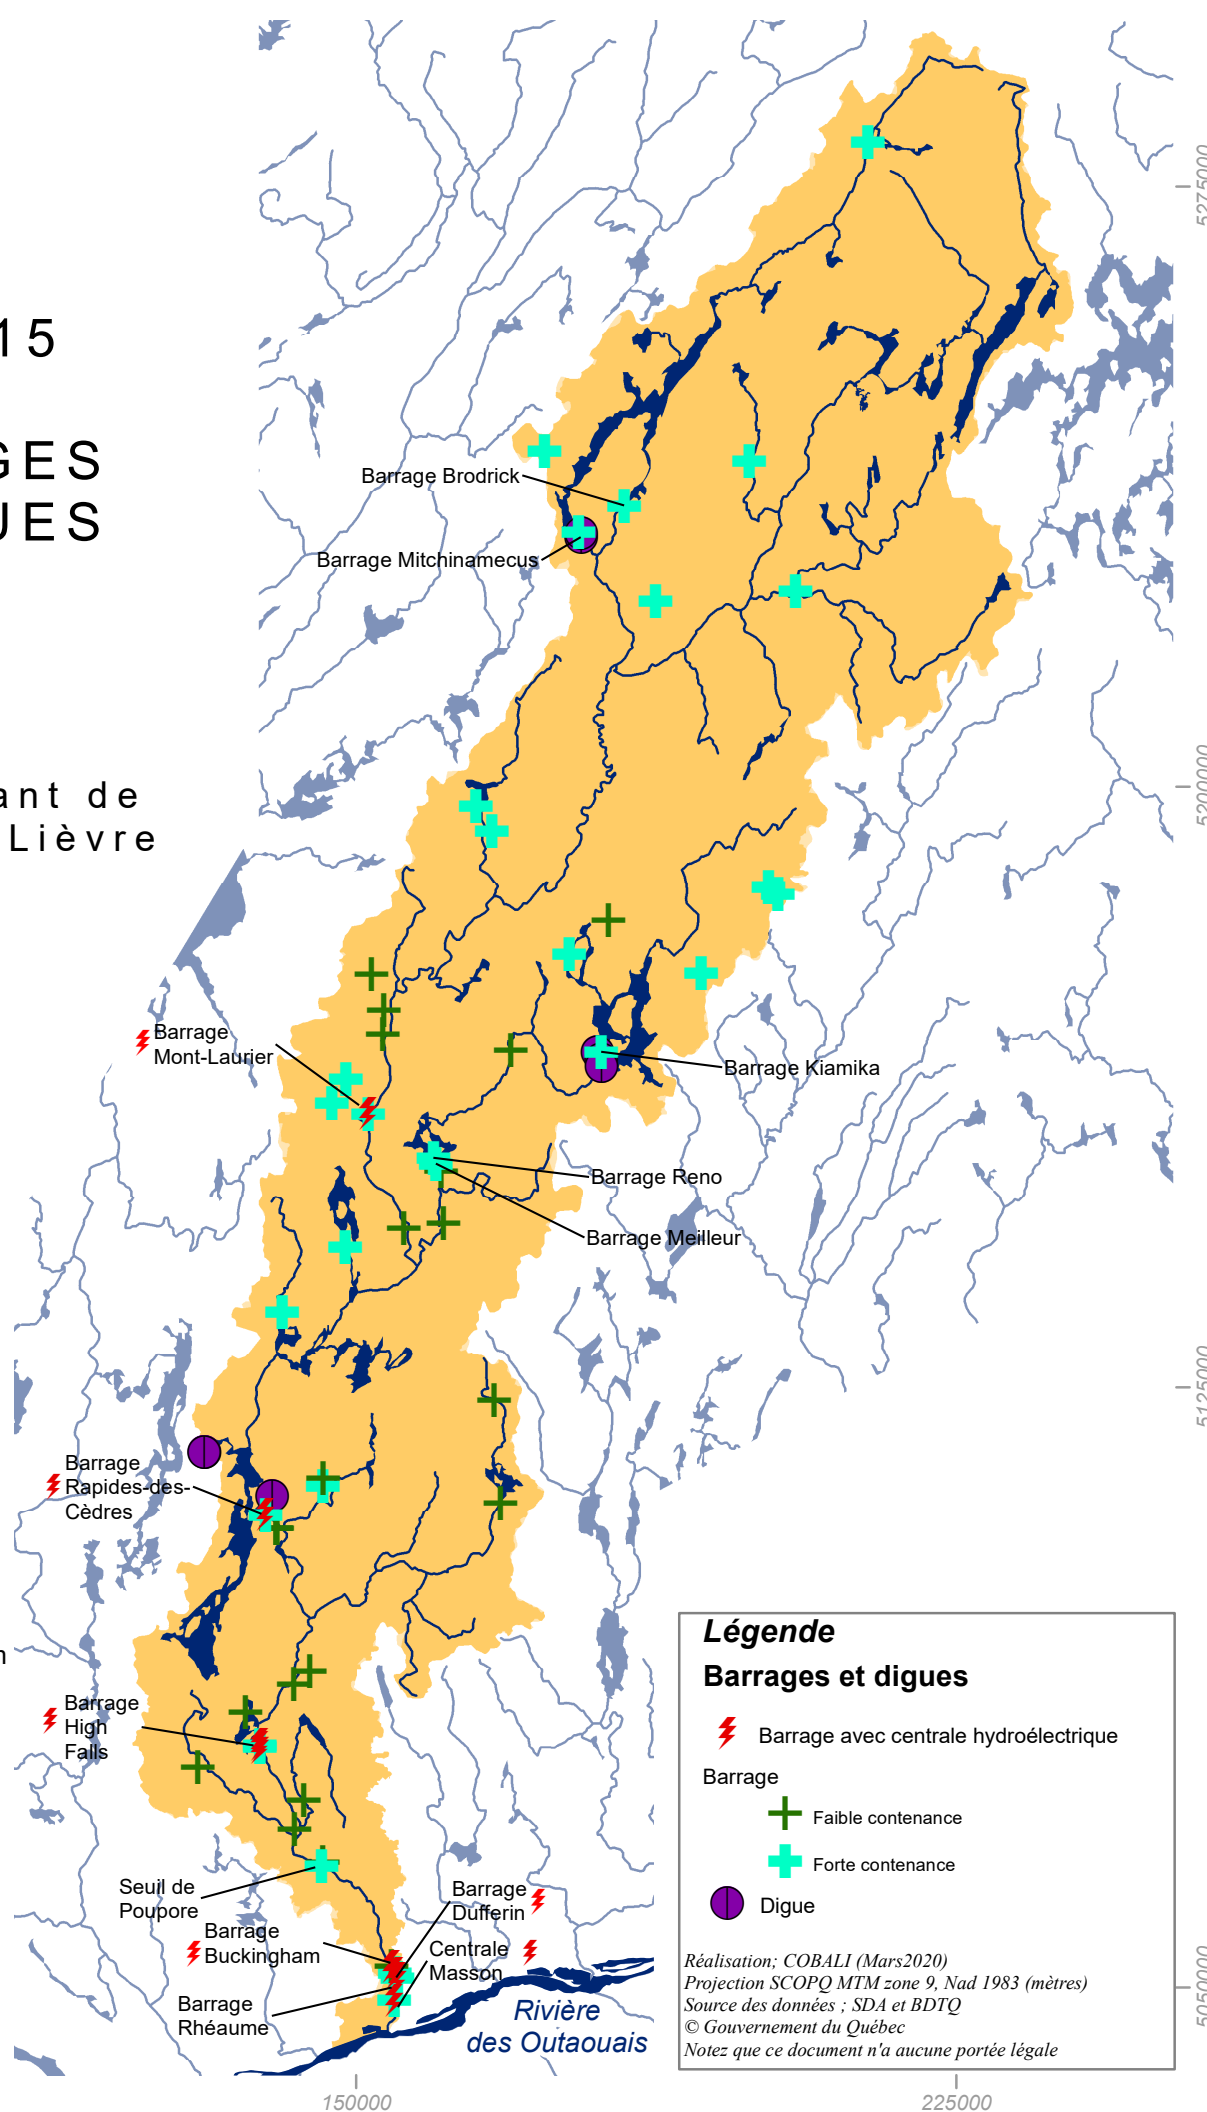 15
GES
UES
ant de
Lièvre
5275000
Barrage Brodrick
Barrage Mitchinamecus
5200000
Barrage
Mont-Laurier
Barrage Kiamika
Barrage Reno
Barrage Meilleur
5125000
Barrage
Rapides-des-
Cèdres
Barrage
High
Falls
Seuil de
Poupore
Barrage
Dufferin
Barrage
Buckingham
Centrale
Masson
Barrage
Rhéaume
Rivière
des Outaouais
Légende
Barrages et digues
Barrage avec centrale hydroélectrique
Barrage
Faible contenance
Forte contenance
Digue
Réalisation; COBALI (Mars2020)
Projection SCOPQ MTM zone 9, Nad 1983 (mètres)
Source des données ; SDA et BDTQ
© Gouvernement du Québec
Notez que ce document n'a aucune portée légale
5050000
150000
225000